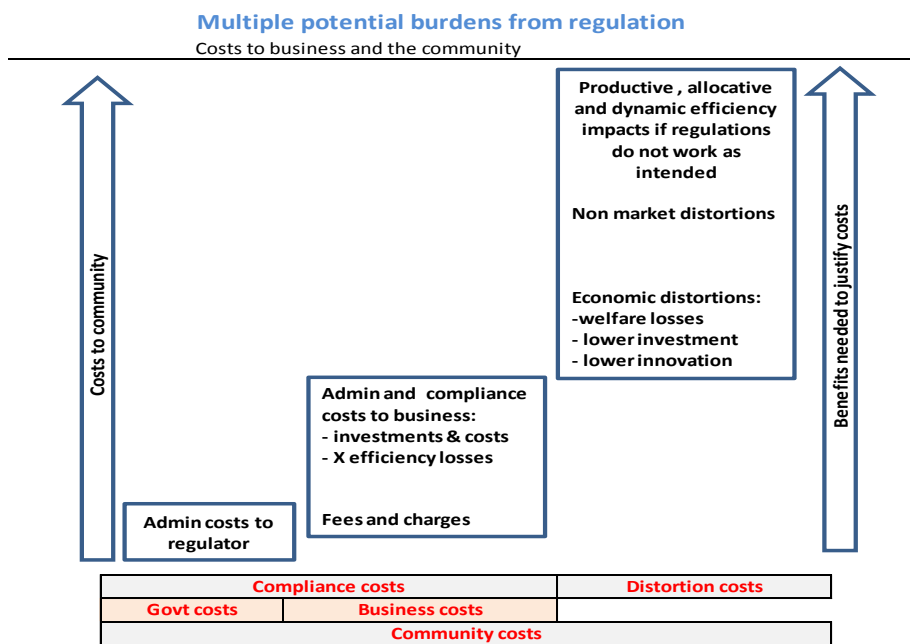 Multiple potential burdens from regulation
Costs to business and the community
Costs to community
Admin costs to
regulator
Admin and compliance
costs to business:
- investments & costs
- X efficiency losses
Fees and charges
Productive , allocative
and dynamic efficiency
impacts if regulations
do not work as
intended
Non market distortions
Economic distortions:
-welfare losses
- lower investment
- lower innovation
Benefits needed to justify costs
Compliance costs
Distortion costs
Govt costs
Business costs
Community costs